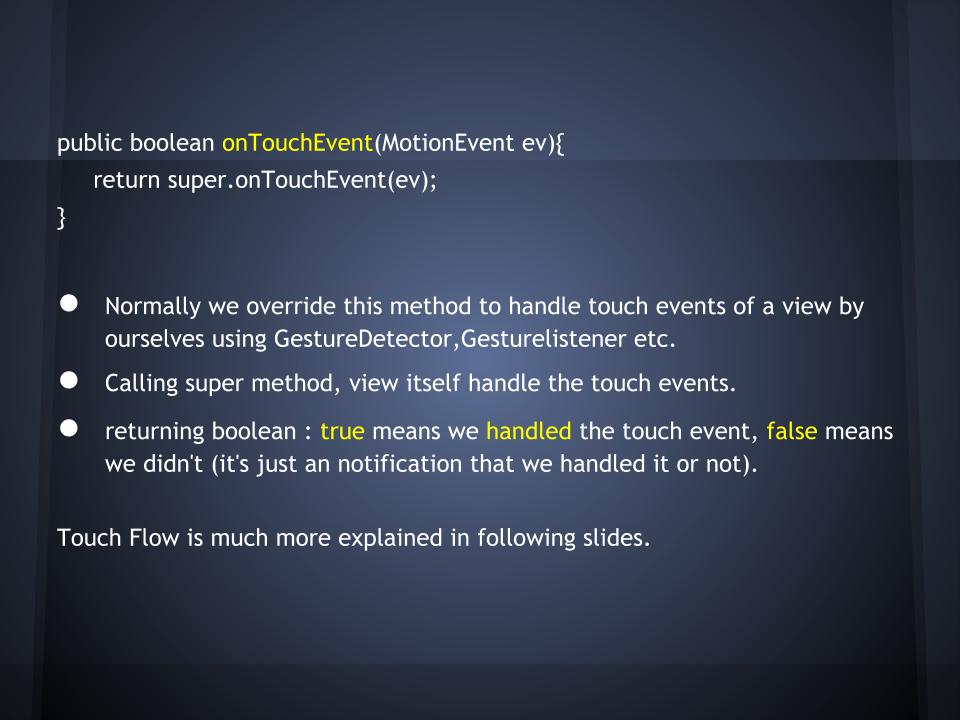 public boolean onTouchEvent(MotionEvent ev){
return super.onTouchEvent(ev);
}
● Normally we override this method to handle touch events of a view by
ourselves using GestureDetector,Gesturelistener etc.
● Calling super method, view itself handle the touch events.
● returning boolean : true means we handled the touch event, false means
we didn't (it's just an notification that we handled it or not).
Touch Flow is much more explained in following slides.